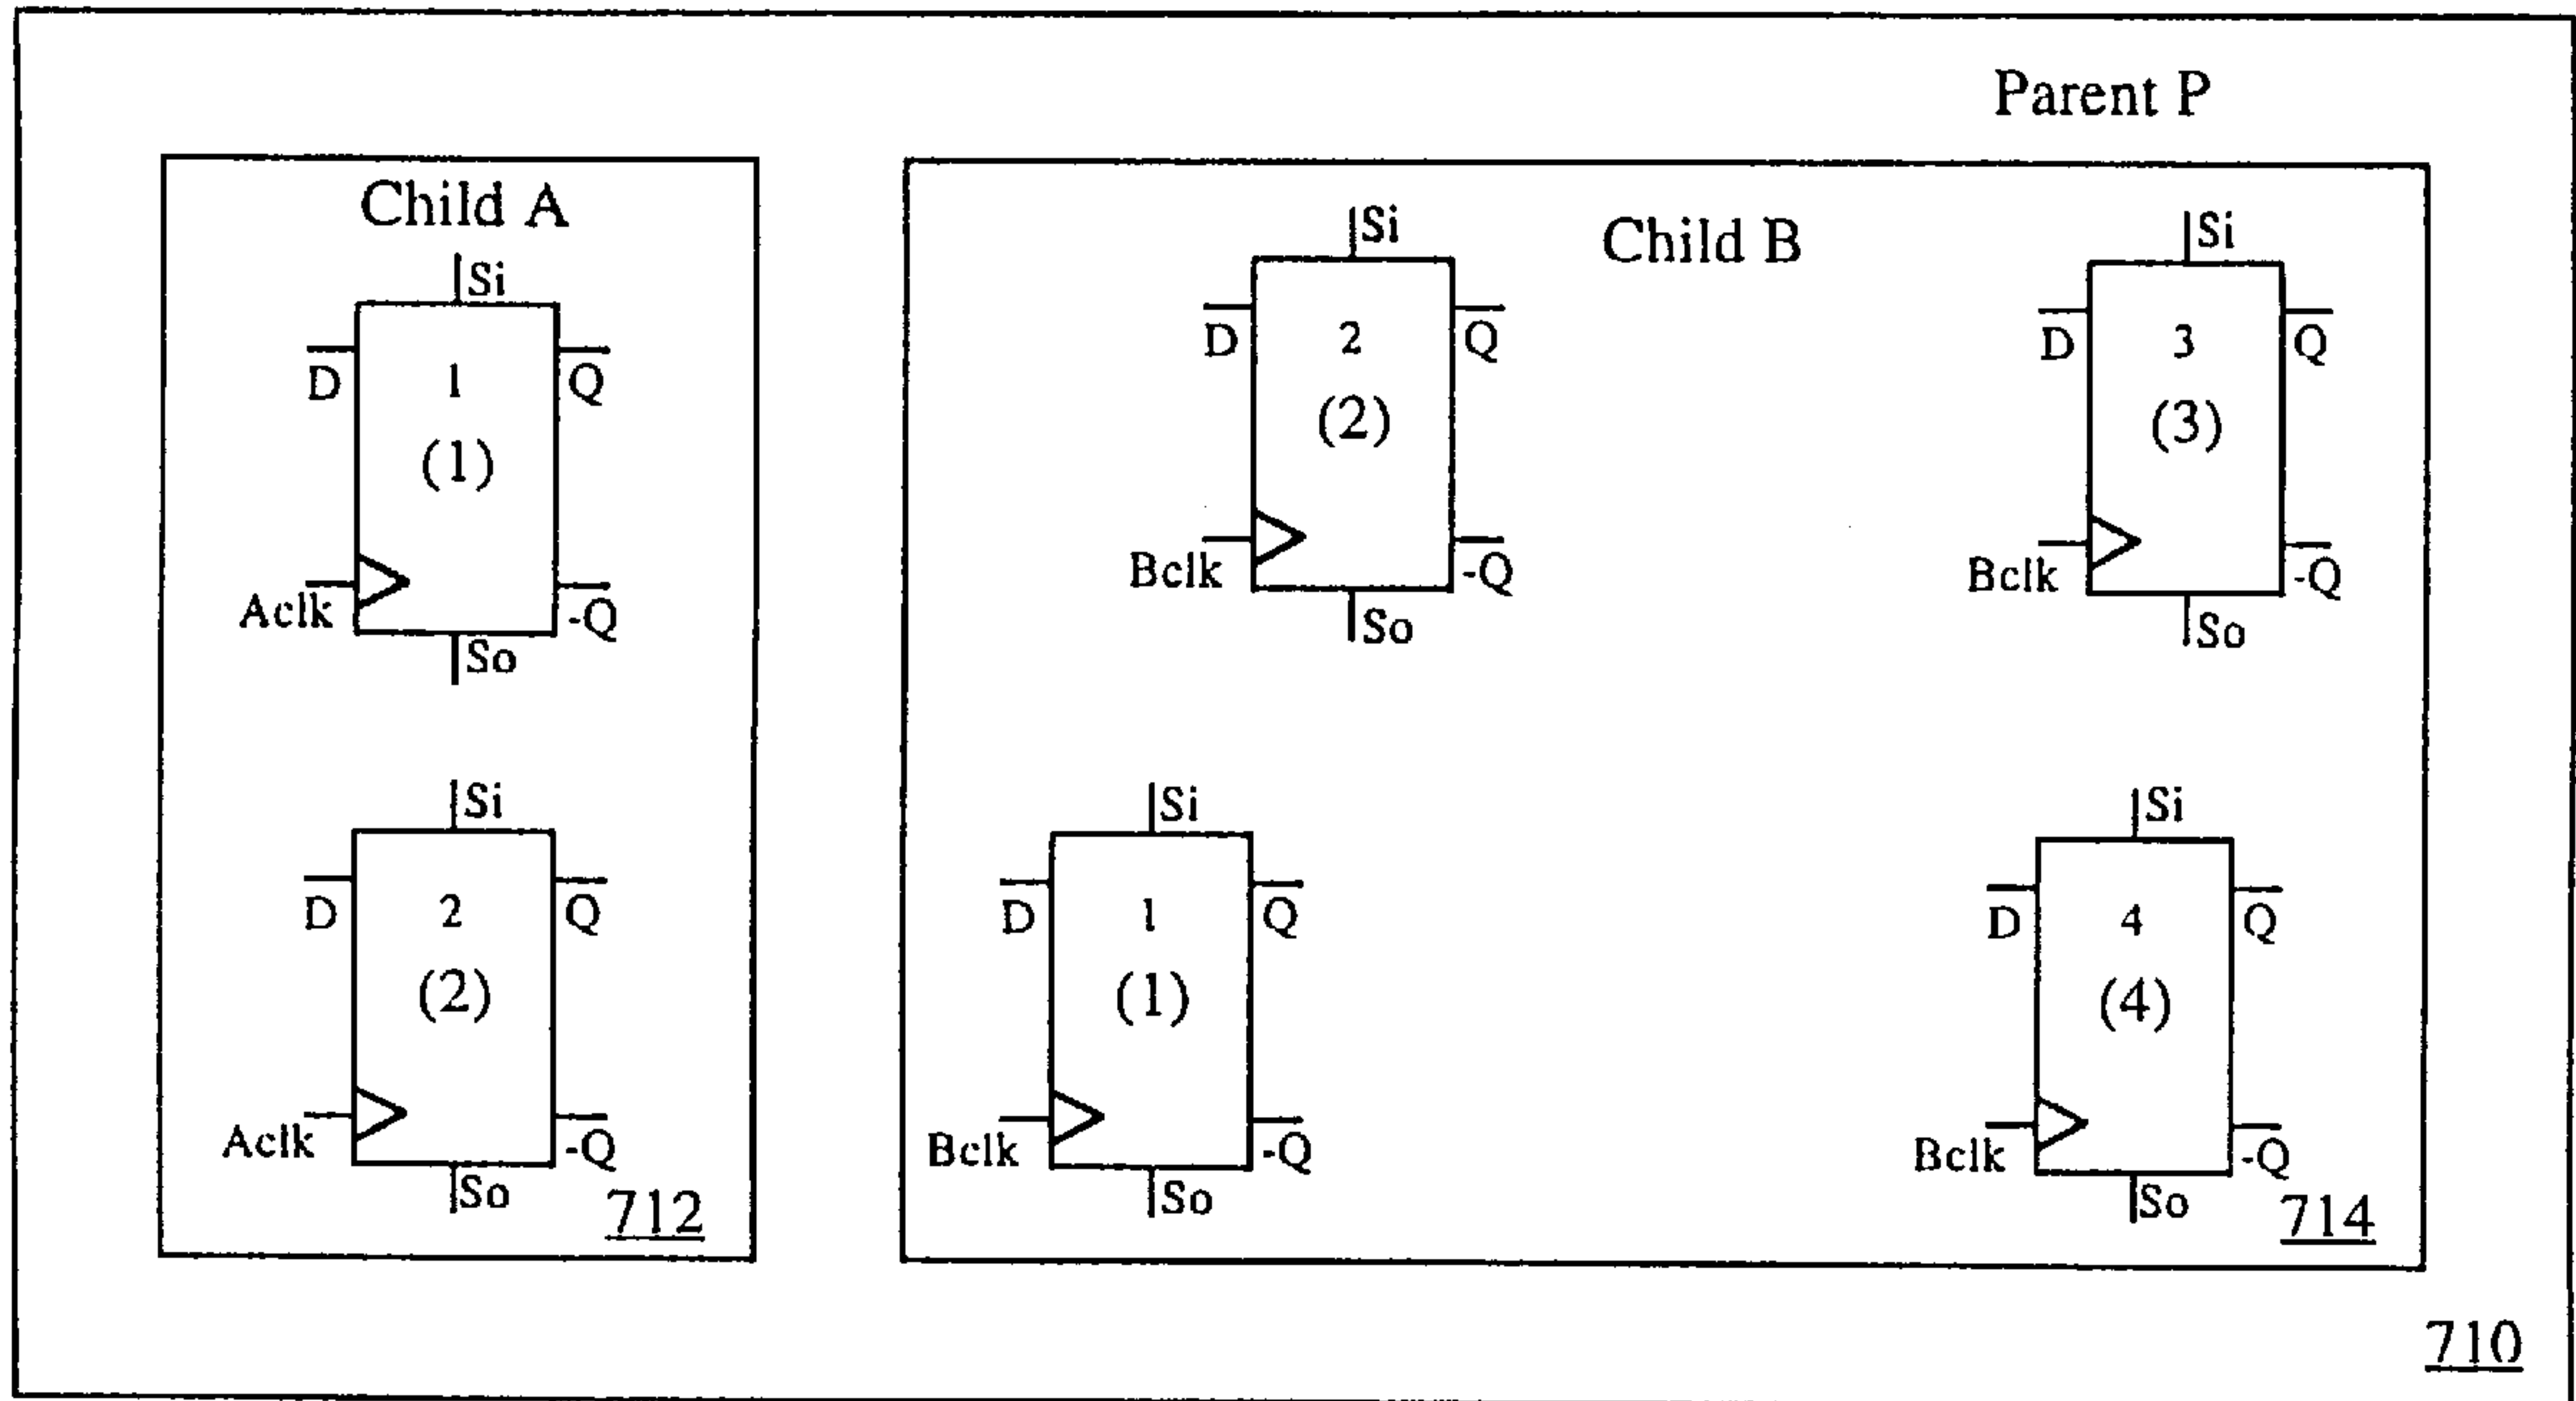 Parent P
Child A
Si
D
1
Q
(1)
Aclk
-Q
So
Si
D
2
Q
(2)
Aclk
-Q
So
712
Child B
Si
D
2
Q
(2)
Bclk
-Q
So
Si
D
3
Q
(3)
Bclk
-Q
So
Si
D
1
Q
(1)
Bclk
-Q
So
Si
D
4
Q
(4)
Bclk
-Q
So
714
710